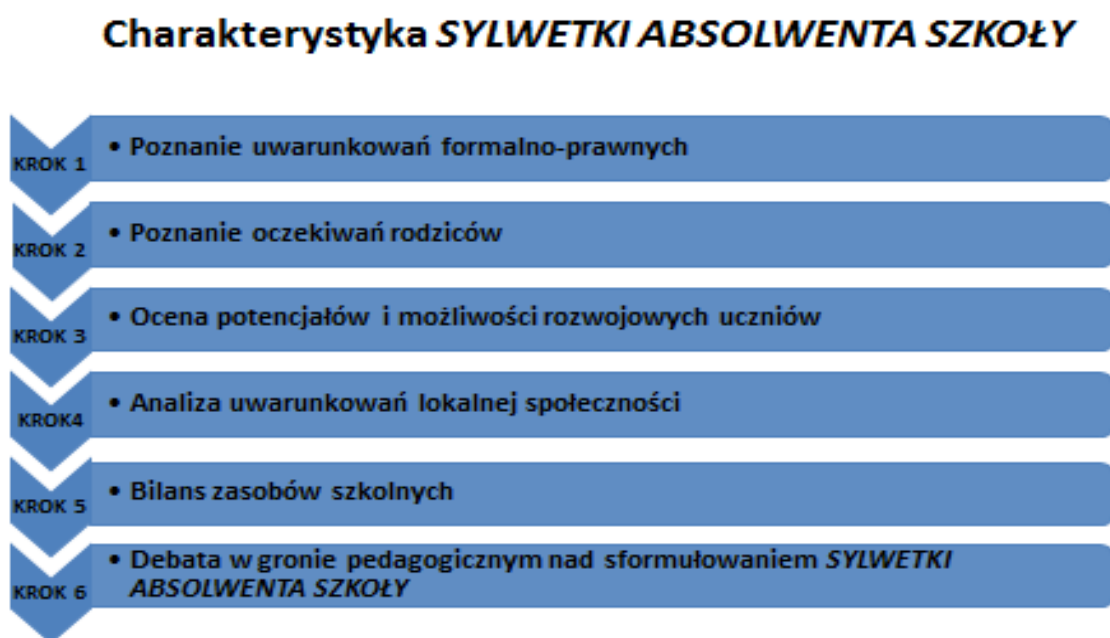 Charakterystyka SYLWETKI ABSOLWENTA SZKOŁY
KROK 1
• Poznanie uwarunkowań formalno-prawnych
KROK 2
• Poznanie oczekiwań rodziców
KROK 3
• Ocena potencjałów i możliwości rozwojowych uczniów
KROK4
• Analiza uwarunkowań lokalnej społeczności
KROK 5
• Bilans zasobów szkolnych
KROK 6
• Debata w gronie pedagogicznym nad sformułowaniem SYLWETKI
ABSOLWENTA SZKOŁY